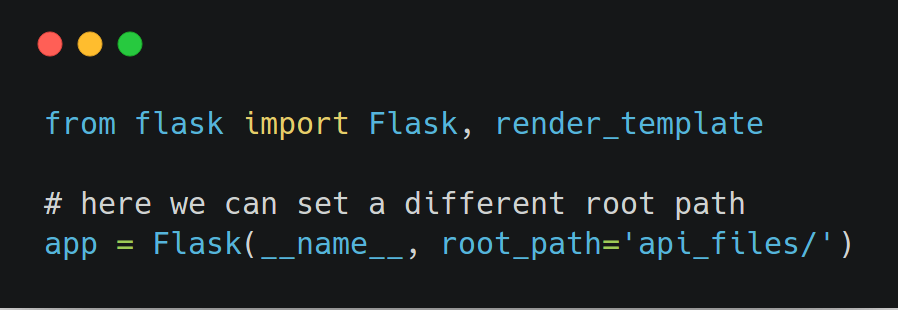 from flask import Flask, render_template
# here we can set a different root path
app = Flask(__name__, root_path='api_files/')